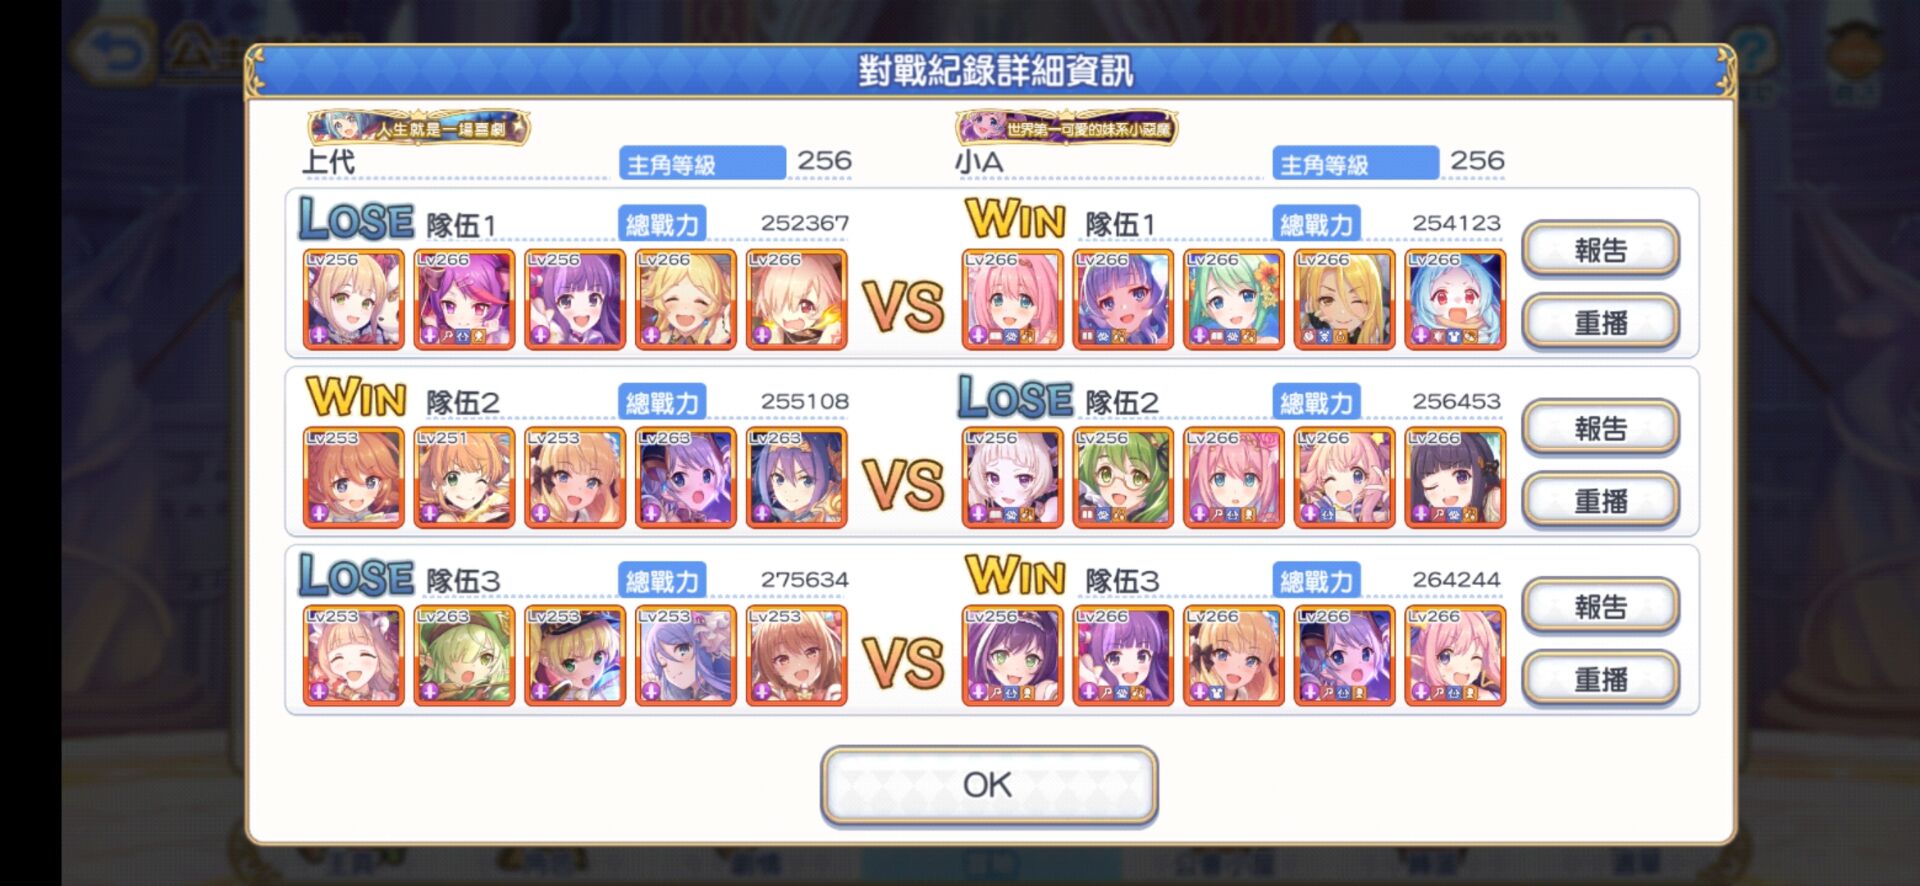 對戰紀錄詳細資訊
人生就是一場喜劇
世界第一可愛的妹系小惡魔
上代 主角等級 256
小A 主角等級 256
LOSE 隊伍1 總戰力 252367
WIN 隊伍1 總戰力 254123
Lv256 Lv266 Lv256 Lv266 Lv266
VS
Lv266 Lv266 Lv266 Lv266 Lv266
報告
重播
WIN 隊伍2 總戰力 255108
LOSE 隊伍2 總戰力 256453
Lv253 Lv251 Lv253 Lv263 Lv263
VS
Lv256 Lv256 Lv266 Lv266 Lv266
報告
重播
LOSE 隊伍3 總戰力 275634
WIN 隊伍3 總戰力 264244
Lv253 Lv263 Lv253 Lv253 Lv253
VS
Lv256 Lv266 Lv266 Lv266 Lv266
報告
重播
OK